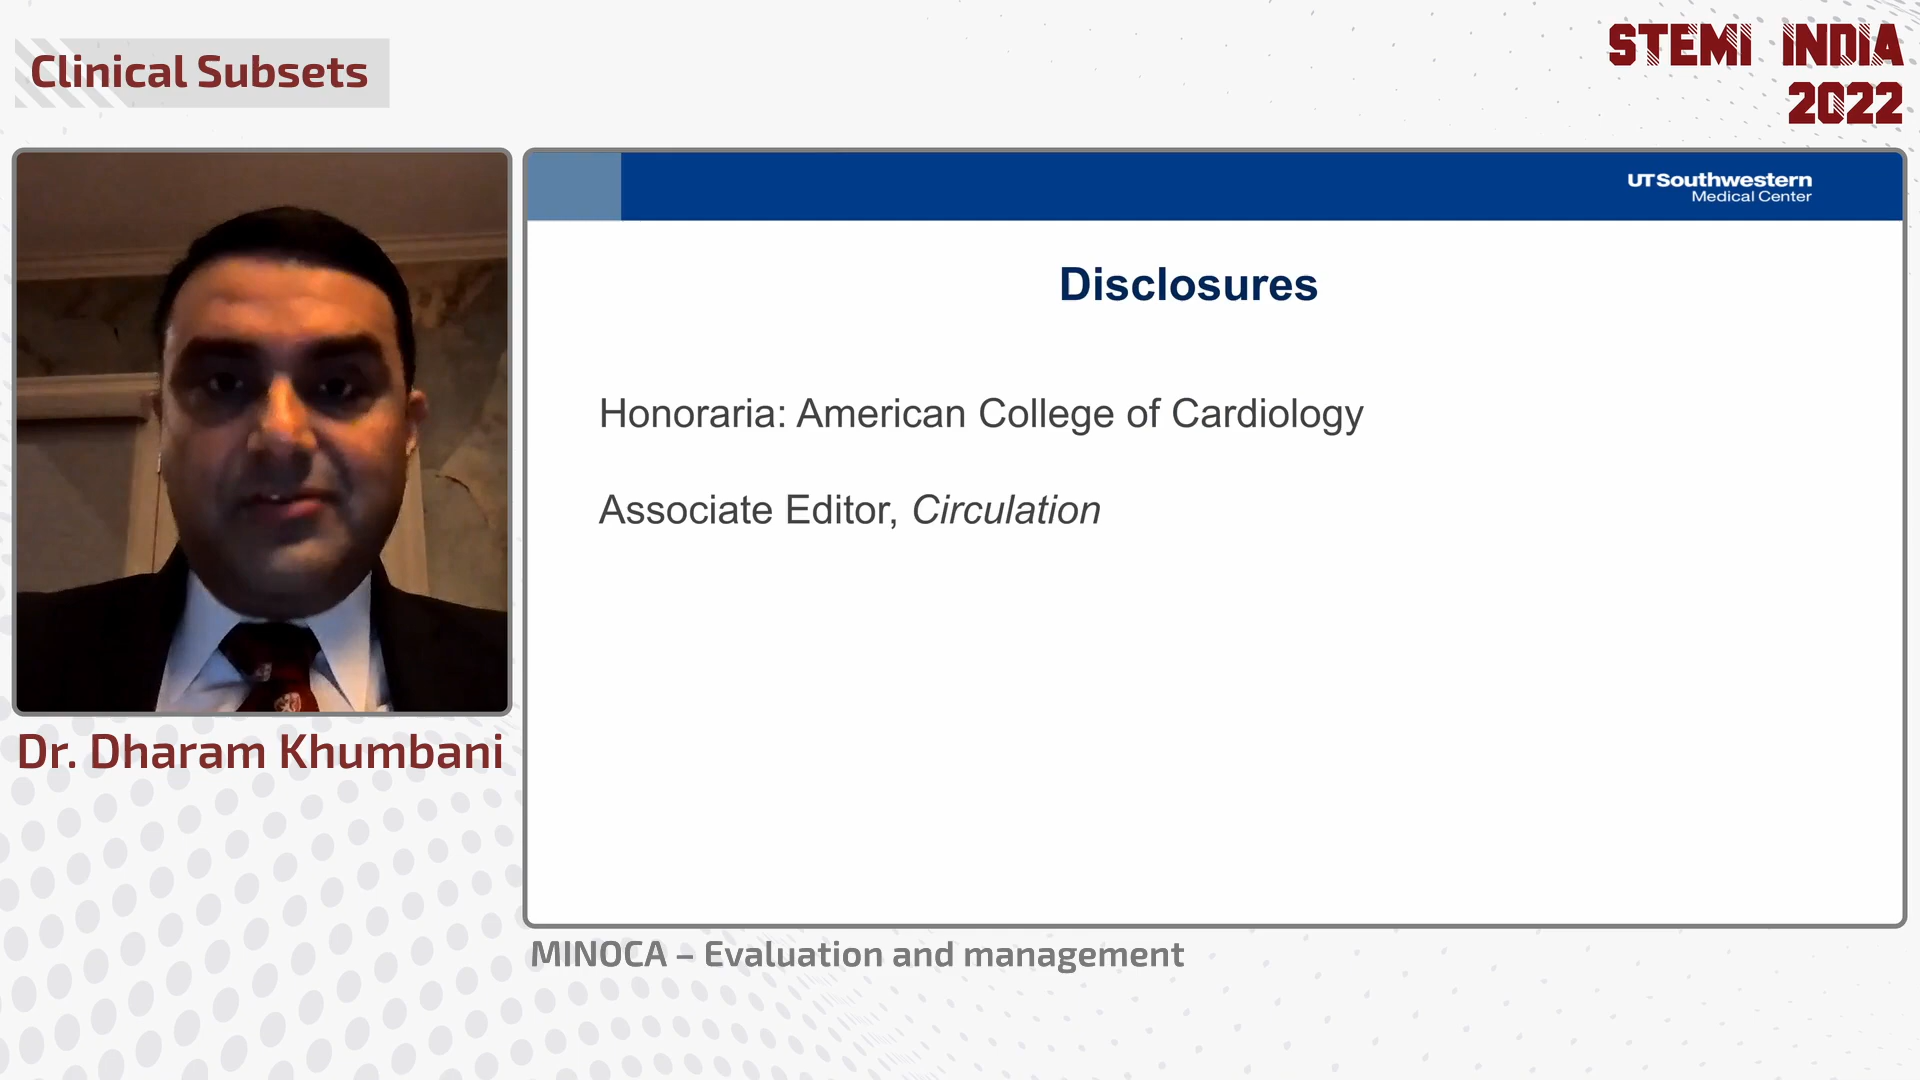 Clinical Subsets
STEMI INDIA
2022
UTSouthwestern
Medical Center
Disclosures
Honoraria: American College of Cardiology
Associate Editor, Circulation
Dr. Dharam Khumbani
MINOCA – Evaluation and management